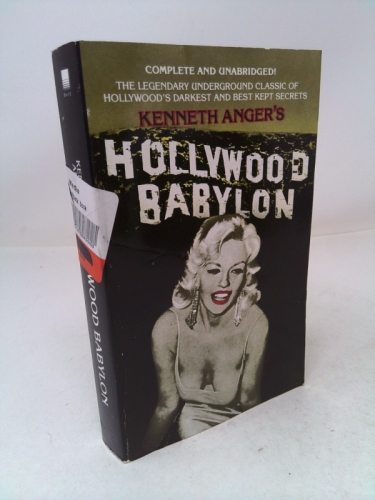 COMPLETE AND UNABRIDGED!
THE LEGENDARY UNDERGROUND CLASSIC OF
HOLLYWOOD'S DARKEST AND BEST KEPT SECRETS
KENNETH ANGER'S
HOLLYWOOD
BABYLON
WOOD BABYLON